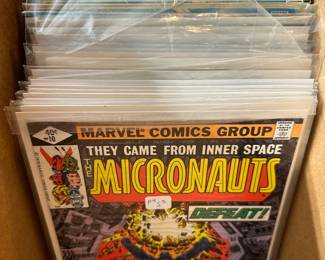 MARVEL COMICS GROUP
40¢
10
THEY CAME FROM INNER SPACE
THE
MICRONAUTS
DEFEAT!